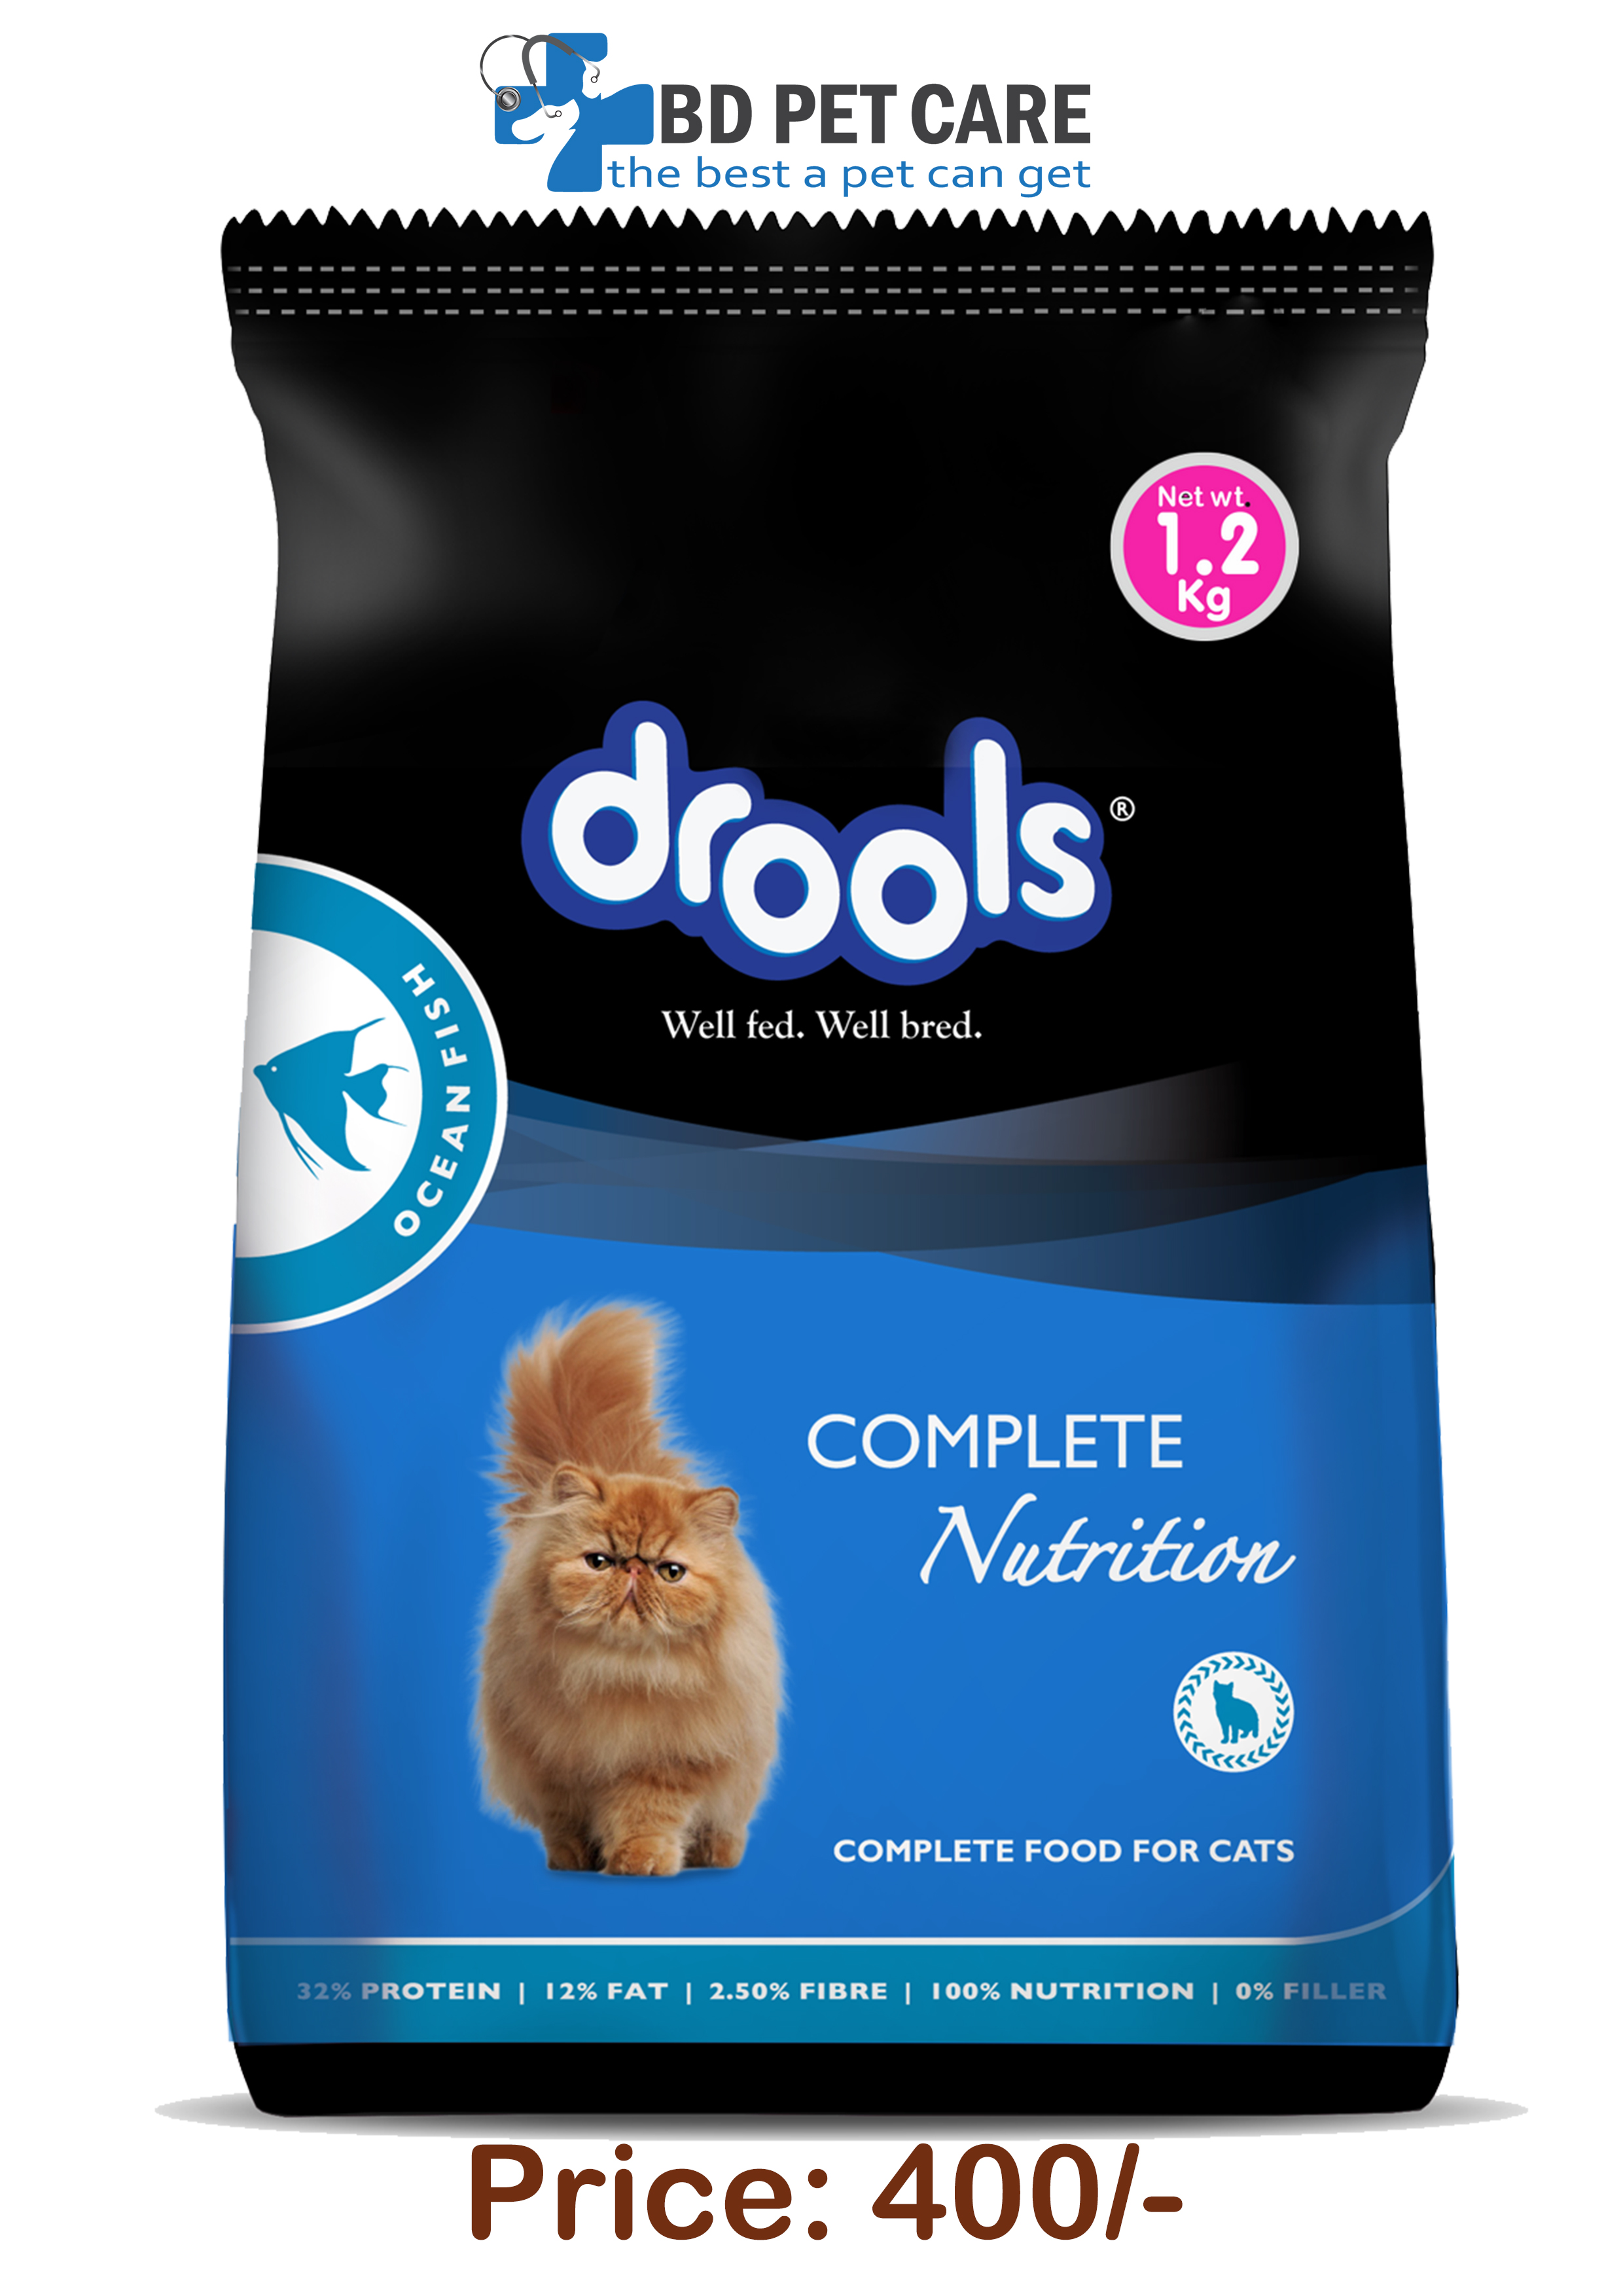 BD PET CARE
the best a pet can get
Net wt.
1.2
Kg
drools®
Well fed. Well bred.
OCEAN FISH
COMPLETE
Nutrition
COMPLETE FOOD FOR CATS
32% PROTEIN | 12% FAT | 2.50% FIBRE | 100% NUTRITION | 0% FILLER
Price: 400/-